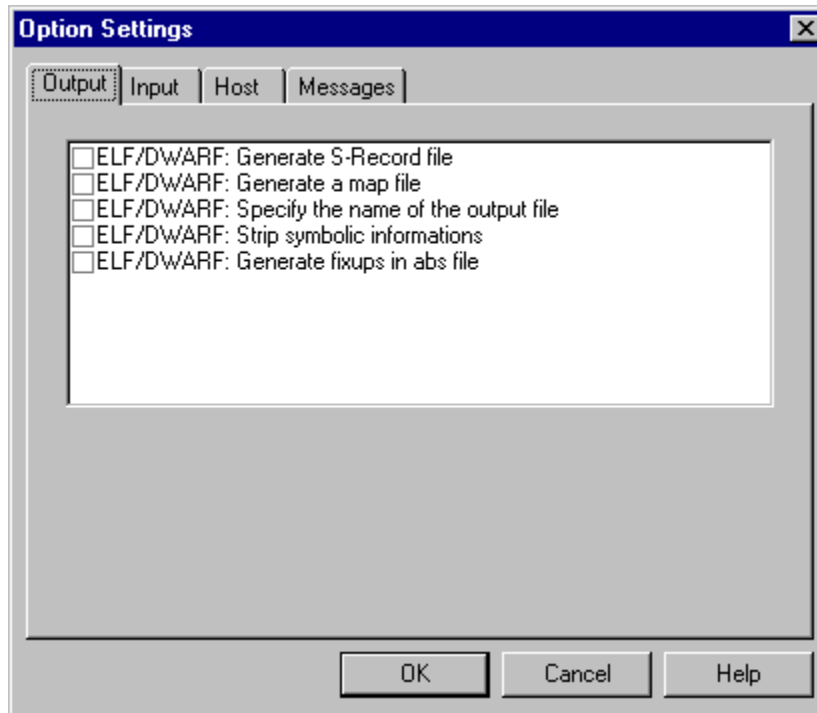 Option Settings
Output Input Host Messages
ELF/DWARF: Generate S-Record file
ELF/DWARF: Generate a map file
ELF/DWARF: Specify the name of the output file
ELF/DWARF: Strip symbolic informations
ELF/DWARF: Generate fixups in abs file
OK Cancel Help